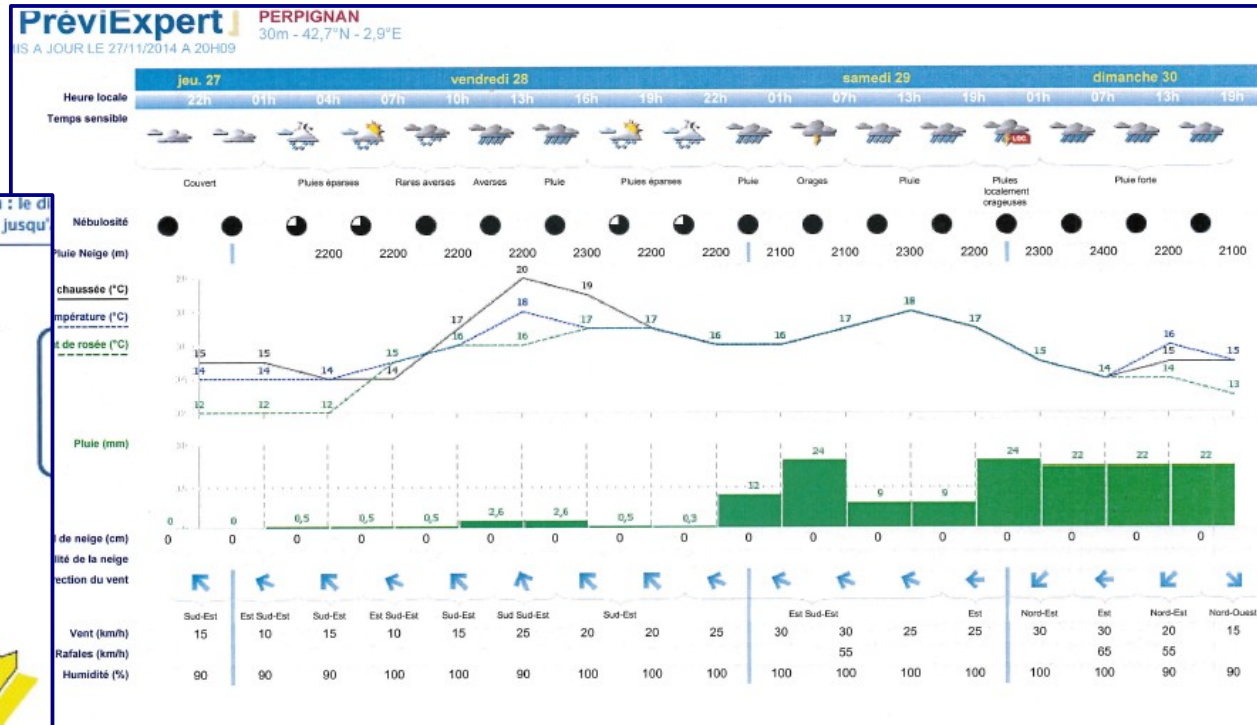 PréviExpert
PERPIGNAN
30m - 42,7°N - 2,9°E
IS A JOUR LE 27/11/2014 A 20H09
jeu. 27 vendredi 28 samedi 29 dimanche 30
Heure locale 22h 01h 04h 07h 10h 13h 16h 19h 22h 01h 07h 13h 19h 01h 07h 13h 19h
Temps sensible
LOC.
Couvert Pluies éparses Rares averses Averses Pluie Pluies éparses Pluie Orages Pluie Pluies localement orageuses Pluie forte
: le di
jusqu'
Nébulosité
Pluie Neige (m) 2200 2200 2200 2200 2300 2200 2200 2100 2100 2300 2200 2300 2400 2200 2100
chaussée (°C)
mpérature (°C)
t de rosée (°C)
20
19
18 18
17 17 17 17 17
16 16 16 16 16 16
15 15 15 15 15 15
14 14 14 14 14 14
13
12 12 12
Pluie (mm)
15
0 0 0,5 0,5 0,5 2,6 2,6 0,5 0,3 12 24 9 9 24 22 22 22
l de neige (cm) 0 0 0 0 0 0 0 0 0 0 0 0 0 0 0 0 0
lité de la neige
rection du vent
Sud-Est Est Sud-Est Sud-Est Est Sud-Est Sud-Est Sud Sud-Est Sud-Est Est Sud-Est Est Nord-Est Est Nord-Est Nord-Ouest
Vent (km/h) 15 10 15 10 15 25 20 20 25 30 30 25 25 30 30 20 15
Rafales (km/h) 55 65 55
Humidité (%) 90 90 90 100 100 90 100 100 100 100 100 100 100 100 100 90 90